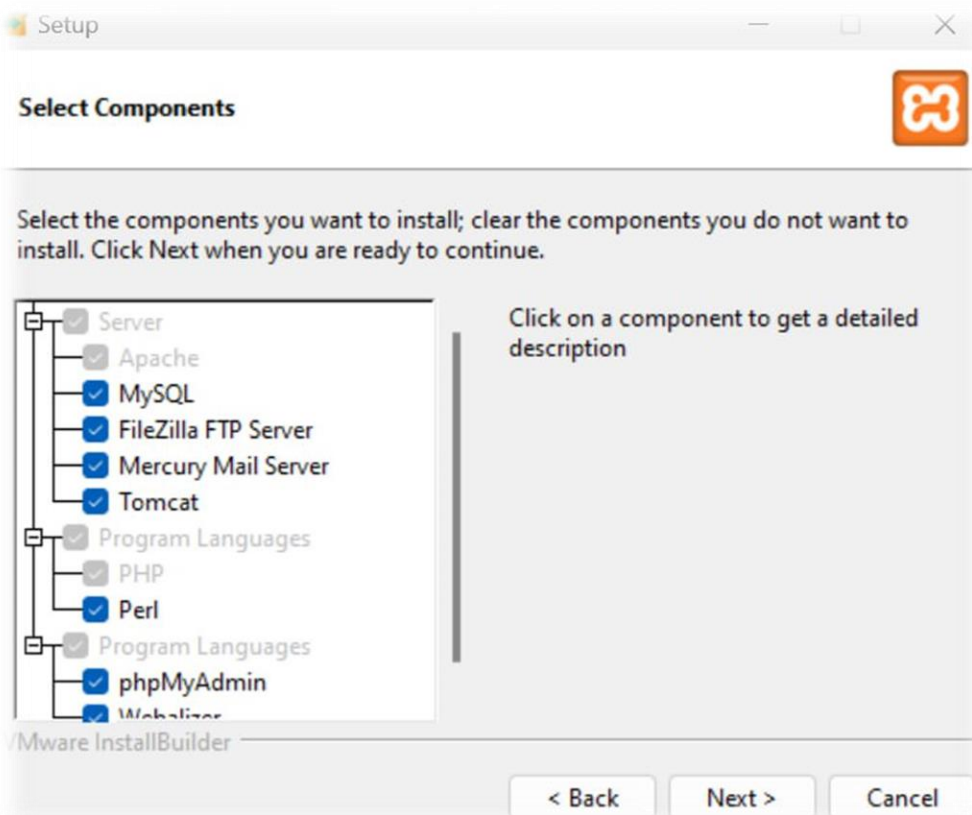 Setup
Select Components
Select the components you want to install; clear the components you do not want to
install. Click Next when you are ready to continue.
Server
Apache
MySQL
FileZilla FTP Server
Mercury Mail Server
Tomcat
Program Languages
PHP
Perl
Program Languages
phpMyAdmin
Webalizer
Click on a component to get a detailed
description
VMware InstallBuilder
< Back
Next >
Cancel